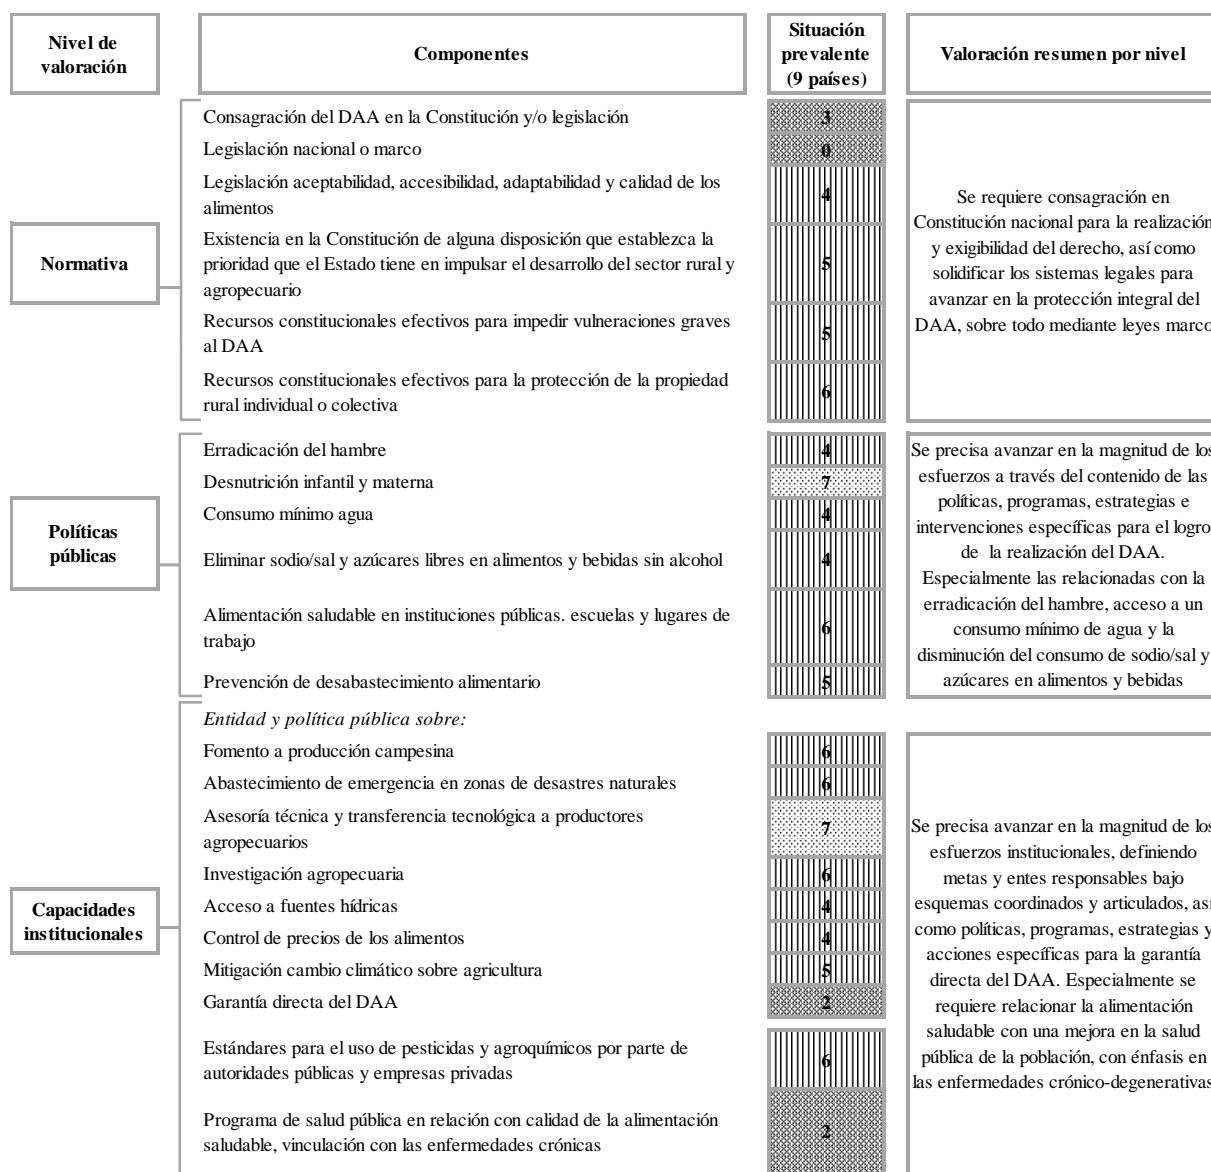 Nivel de
valoración
Componentes
Situación
prevalente
(9 países)
Valoración resumen por nivel
Normativa
Consagración del DAA en la Constitución y/o legislación
3
Legislación nacional o marco
0
Legislación aceptabilidad, accesibilidad, adaptabilidad y calidad de los
alimentos
4
Existencia en la Constitución de alguna disposición que establezca la
prioridad que el Estado tiene en impulsar el desarrollo del sector rural y
agropecuario
5
Recursos constitucionales efectivos para impedir vulneraciones graves
al DAA
5
Recursos constitucionales efectivos para la protección de la propiedad
rural individual o colectiva
6
Se requiere consagración en
Constitución nacional para la realización
y exigibilidad del derecho, así como
solidificar los sistemas legales para
avanzar en la protección integral del
DAA, sobre todo mediante leyes marco
Políticas
públicas
Erradicación del hambre
4
Desnutrición infantil y materna
7
Consumo mínimo agua
4
Eliminar sodio/sal y azúcares libres en alimentos y bebidas sin alcohol
4
Alimentación saludable en instituciones públicas. escuelas y lugares de
trabajo
6
Prevención de desabastecimiento alimentario
5
Se precisa avanzar en la magnitud de los
esfuerzos a través del contenido de las
políticas, programas, estrategias e
intervenciones específicas para el logro
de la realización del DAA.
Especialmente las relacionadas con la
erradicación del hambre, acceso a un
consumo mínimo de agua y la
disminución del consumo de sodio/sal y
azúcares en alimentos y bebidas
Capacidades
institucionales
Entidad y política pública sobre:
Fomento a producción campesina
6
Abastecimiento de emergencia en zonas de desastres naturales
6
Asesoría técnica y transferencia tecnológica a productores
agropecuarios
7
Investigación agropecuaria
6
Acceso a fuentes hídricas
4
Control de precios de los alimentos
4
Mitigación cambio climático sobre agricultura
5
Garantía directa del DAA
2
Estándares para el uso de pesticidas y agroquímicos por parte de
autoridades públicas y empresas privadas
6
Programa de salud pública en relación con calidad de la alimentación
saludable, vinculación con las enfermedades crónicas
2
Se precisa avanzar en la magnitud de los
esfuerzos institucionales, definiendo
metas y entes responsables bajo
esquemas coordinados y articulados, así
como políticas, programas, estrategias y
acciones específicas para la garantía
directa del DAA. Especialmente se
requiere relacionar la alimentación
saludable con una mejora en la salud
pública de la población, con énfasis en
las enfermedades crónico-degenerativas